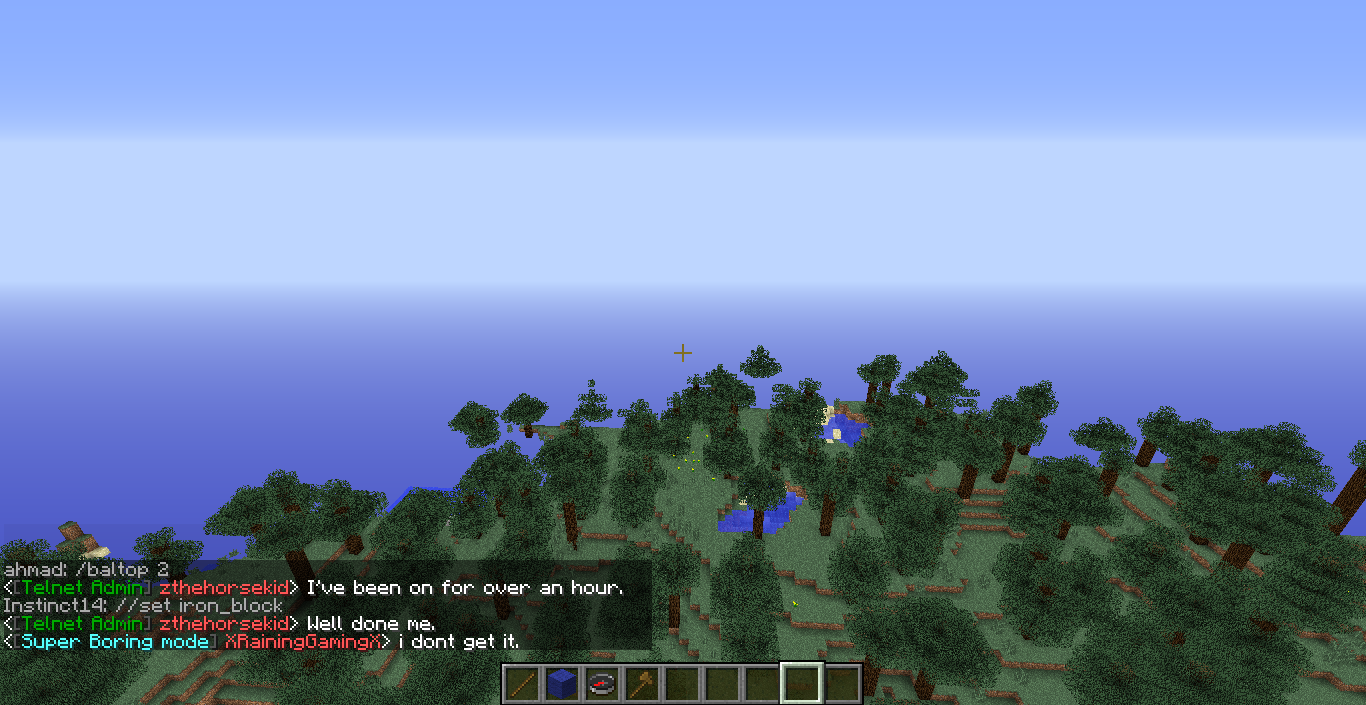 ahmad: /baltop 2
<[Telnet Admin] zthehorsekid> I've been on for over an hour.
Instinct14: //set iron_block
<[Telnet Admin] zthehorsekid> Well done me.
<[Super Boring mode] XRainingGamingX> i dont get it.